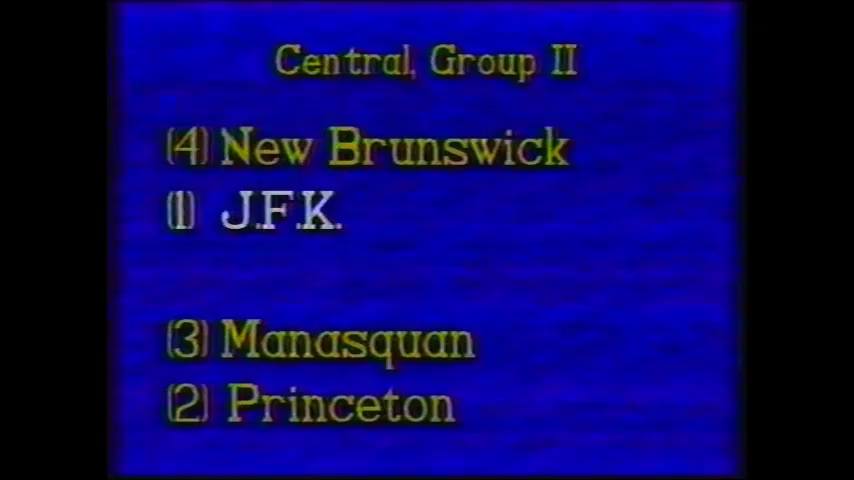 Central, Group II
(4) New Brunswick
(1) J.F.K.
(3) Manasquan
(2) Princeton